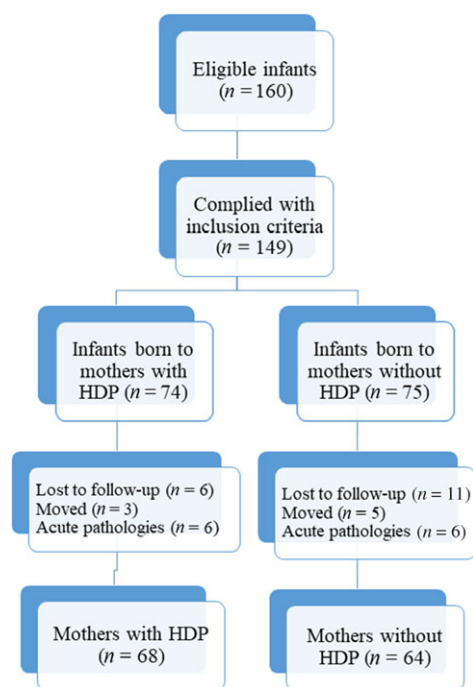 Eligible infants
(n = 160)
Complied with
inclusion criteria
(n = 149)
Infants born to
mothers with
HDP (n = 74)
Infants born to
mothers without
HDP (n = 75)
Lost to follow-up (n = 6)
Moved (n = 3)
Acute pathologies (n = 6)
Lost to follow-up (n = 11)
Moved (n = 5)
Acute pathologies (n = 6)
Mothers with HDP
(n = 68)
Mothers without
HDP (n = 64)